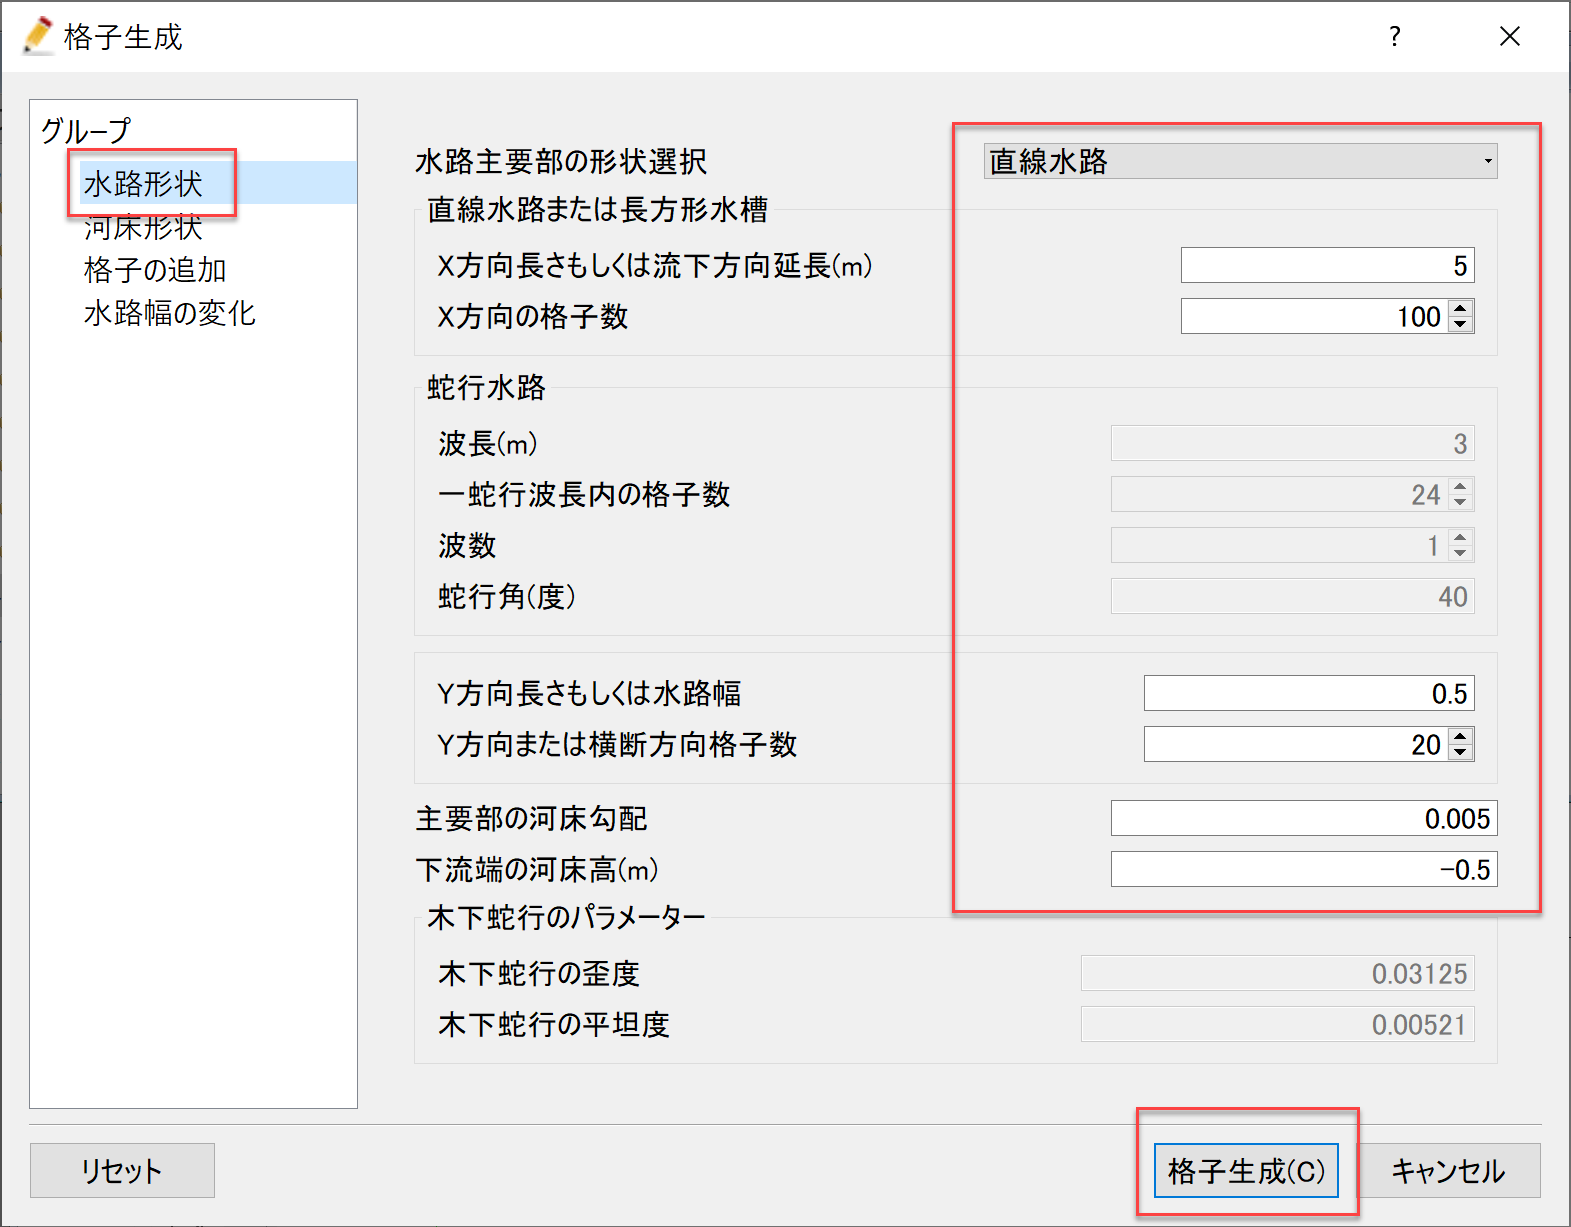 格子生成
?
グループ
水路形状
河床形状
格子の追加
水路幅の変化
水路主要部の形状選択 直線水路
直線水路または長方形水槽
X方向長さもしくは流下方向延長(m) 5
X方向の格子数 100
蛇行水路
波長(m) 3
一蛇行波長内の格子数 24
波数 1
蛇行角(度) 40
Y方向長さもしくは水路幅 0.5
Y方向または横断方向格子数 20
主要部の河床勾配 0.005
下流端の河床高(m) -0.5
木下蛇行のパラメーター
木下蛇行の歪度 0.03125
木下蛇行の平坦度 0.00521
リセット 格子生成(C) キャンセル